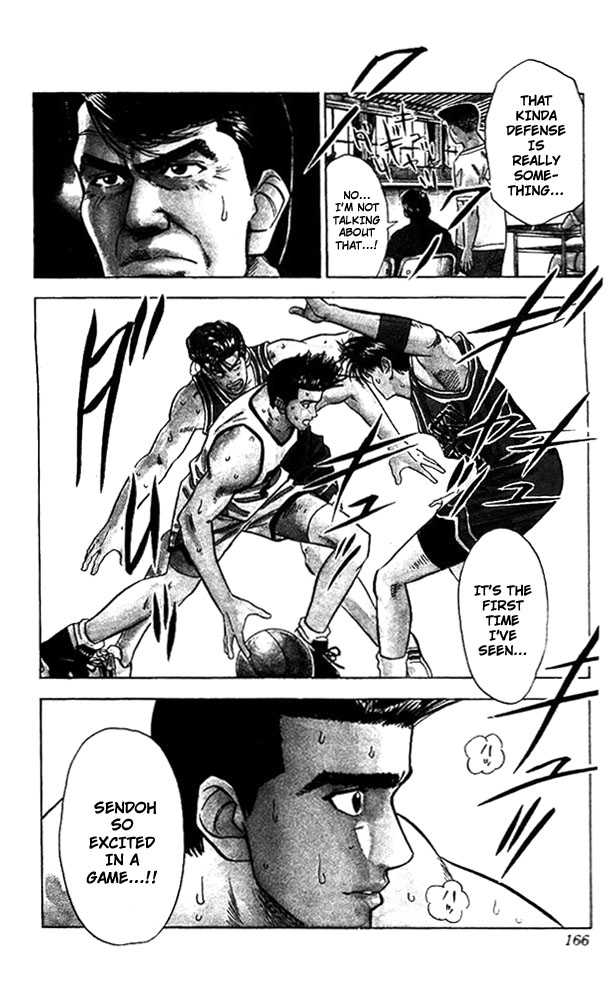 THAT
KINDA
DEFENSE
IS
REALLY
SOME-
THING...
NO...
I'M NOT
TALKING
ABOUT
THAT...!
IT'S THE
FIRST
TIME
I'VE
SEEN...
SENDOH
SO
EXCITED
IN A
GAME...!!
166